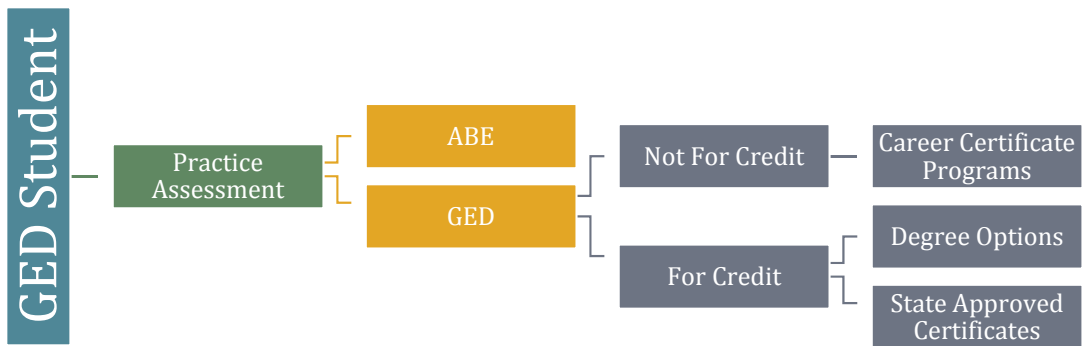 GED Student
Practice
Assessment
ABE
GED
Not For Credit
For Credit
Career Certificate
Programs
Degree Options
State Approved
Certificates